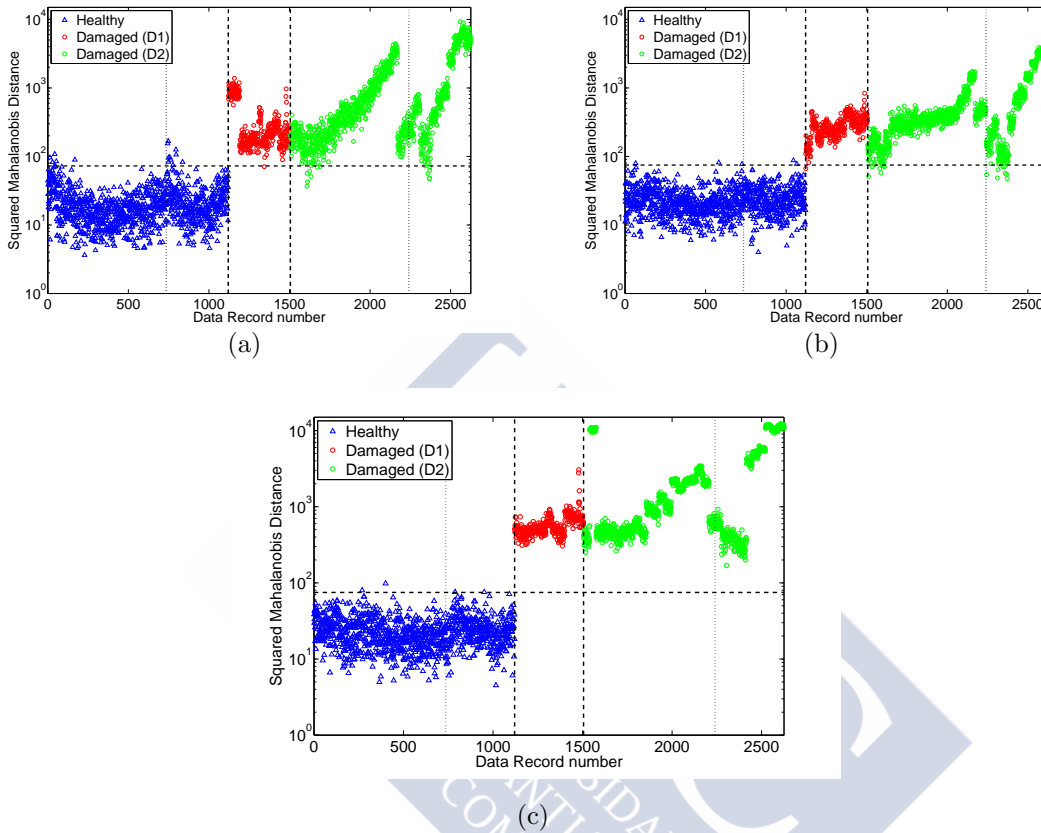 Squared Mahalanobis Distance
10^4
10^3
10^2
10^1
10^0
Healthy
Damaged (D1)
Damaged (D2)
0 500 1000 1500 2000 2500
Data Record number
(a)
Squared Mahalanobis Distance
10^4
10^3
10^2
10^1
10^0
Healthy
Damaged (D1)
Damaged (D2)
0 500 1000 1500 2000 2500
Data Record number
(b)
Squared Mahalanobis Distance
10^4
10^3
10^2
10^1
10^0
Healthy
Damaged (D1)
Damaged (D2)
0 500 1000 1500 2000 2500
Data Record number
(c)